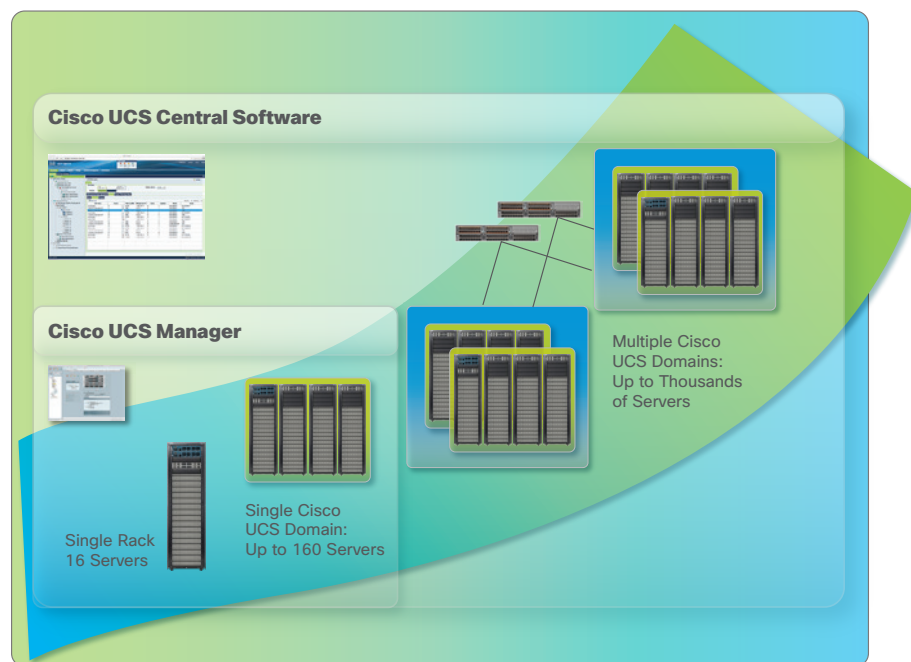 Cisco UCS Central Software
Cisco UCS Manager
Single Rack
16 Servers
Single Cisco
UCS Domain:
Up to 160 Servers
Multiple Cisco
UCS Domains:
Up to Thousands
of Servers